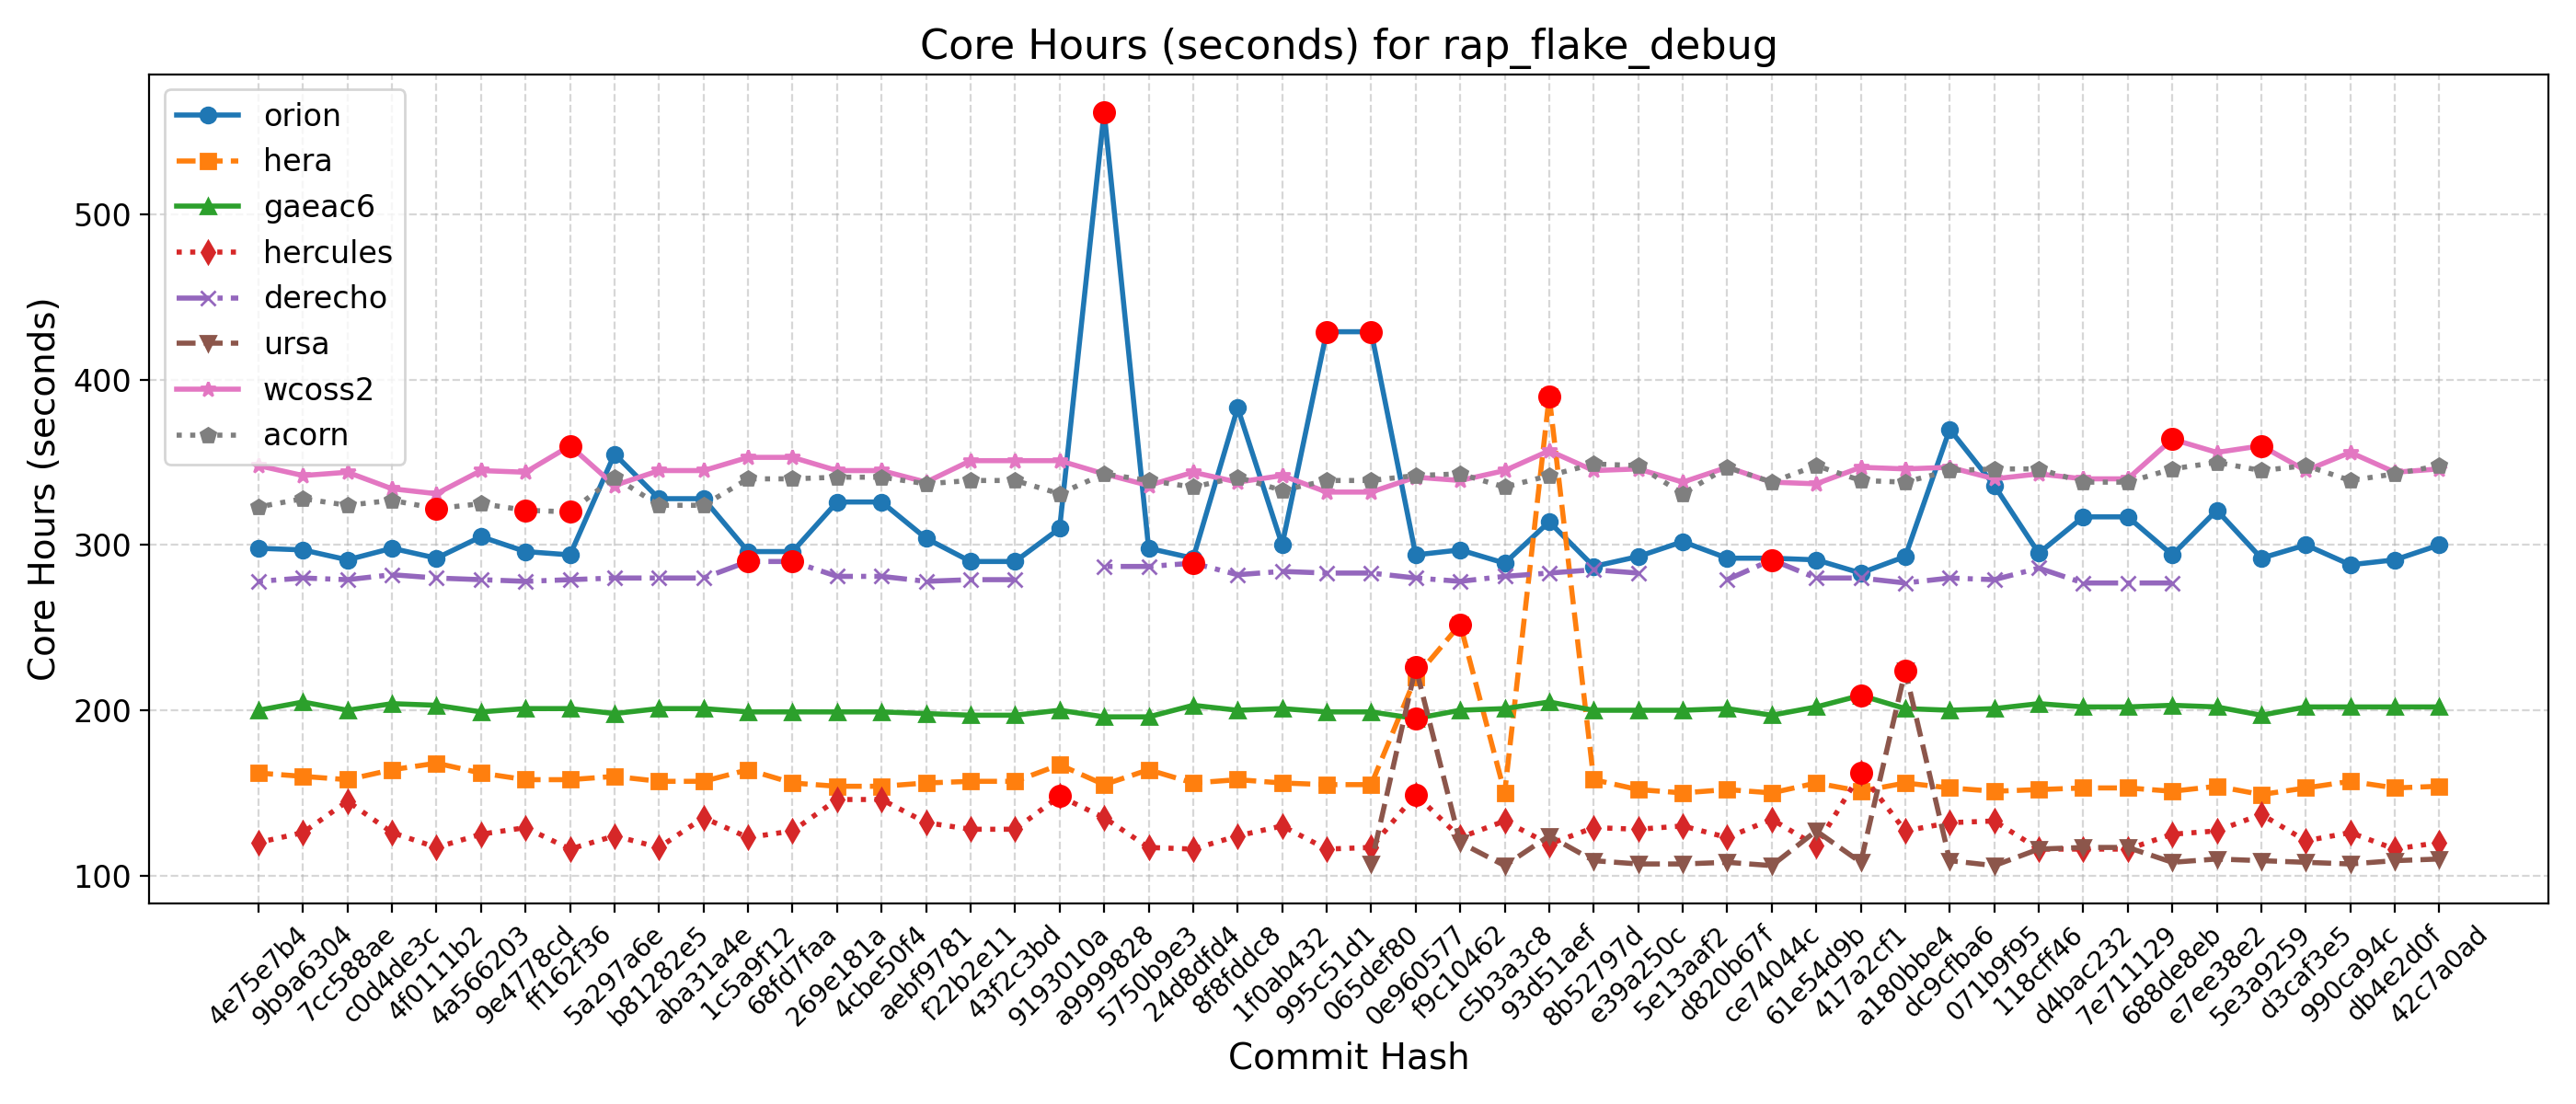 Core Hours (seconds) for rap_flake_debug
orion
hera
gaeac6
hercules
derecho
ursa
wcoss2
acorn
Core Hours (seconds)
500
400
300
200
100
4e75e7b4
9b9a6304
7cc588ae
c0d4de3c
4f0111b2
4a566203
9e4778cd
ff162f36
5a297a6e
b81282e5
aba31a4e
1c5a9f12
68fd7faa
269e181a
4cbe50f4
aebf9781
f22b2e11
43f2c3bd
9193010a
a9999828
5750b9e3
24d8dfd4
8f8fddc8
1f0ab432
995c51d1
065def80
0e960577
f9c10462
c5b3a3c8
93d51aef
8b52797d
e39a250c
5e13aaf2
d820b67f
ce74044c
61e54d9b
417a2cf1
a180bbe4
dc9cfba6
071b9f95
118cff46
d4bac232
7e711129
688de8eb
e7ee38e2
5e3a9259
d3caf3e5
990ca94c
db4e2d0f
42c7a0ad
Commit Hash